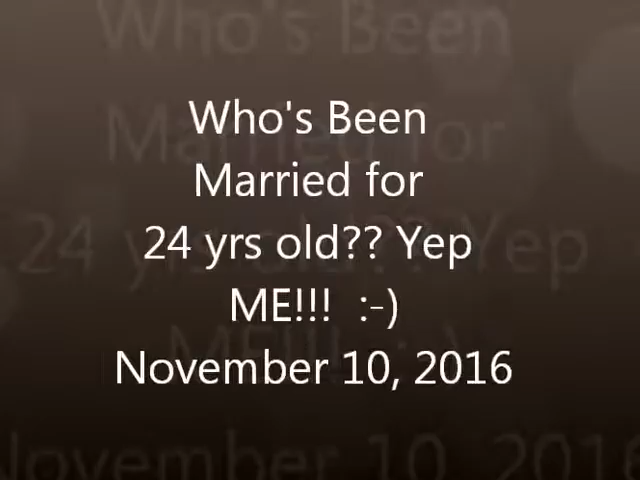 Who's Been
Married for
24 yrs old?? Yep
ME!!!  :-)
November 10, 2016